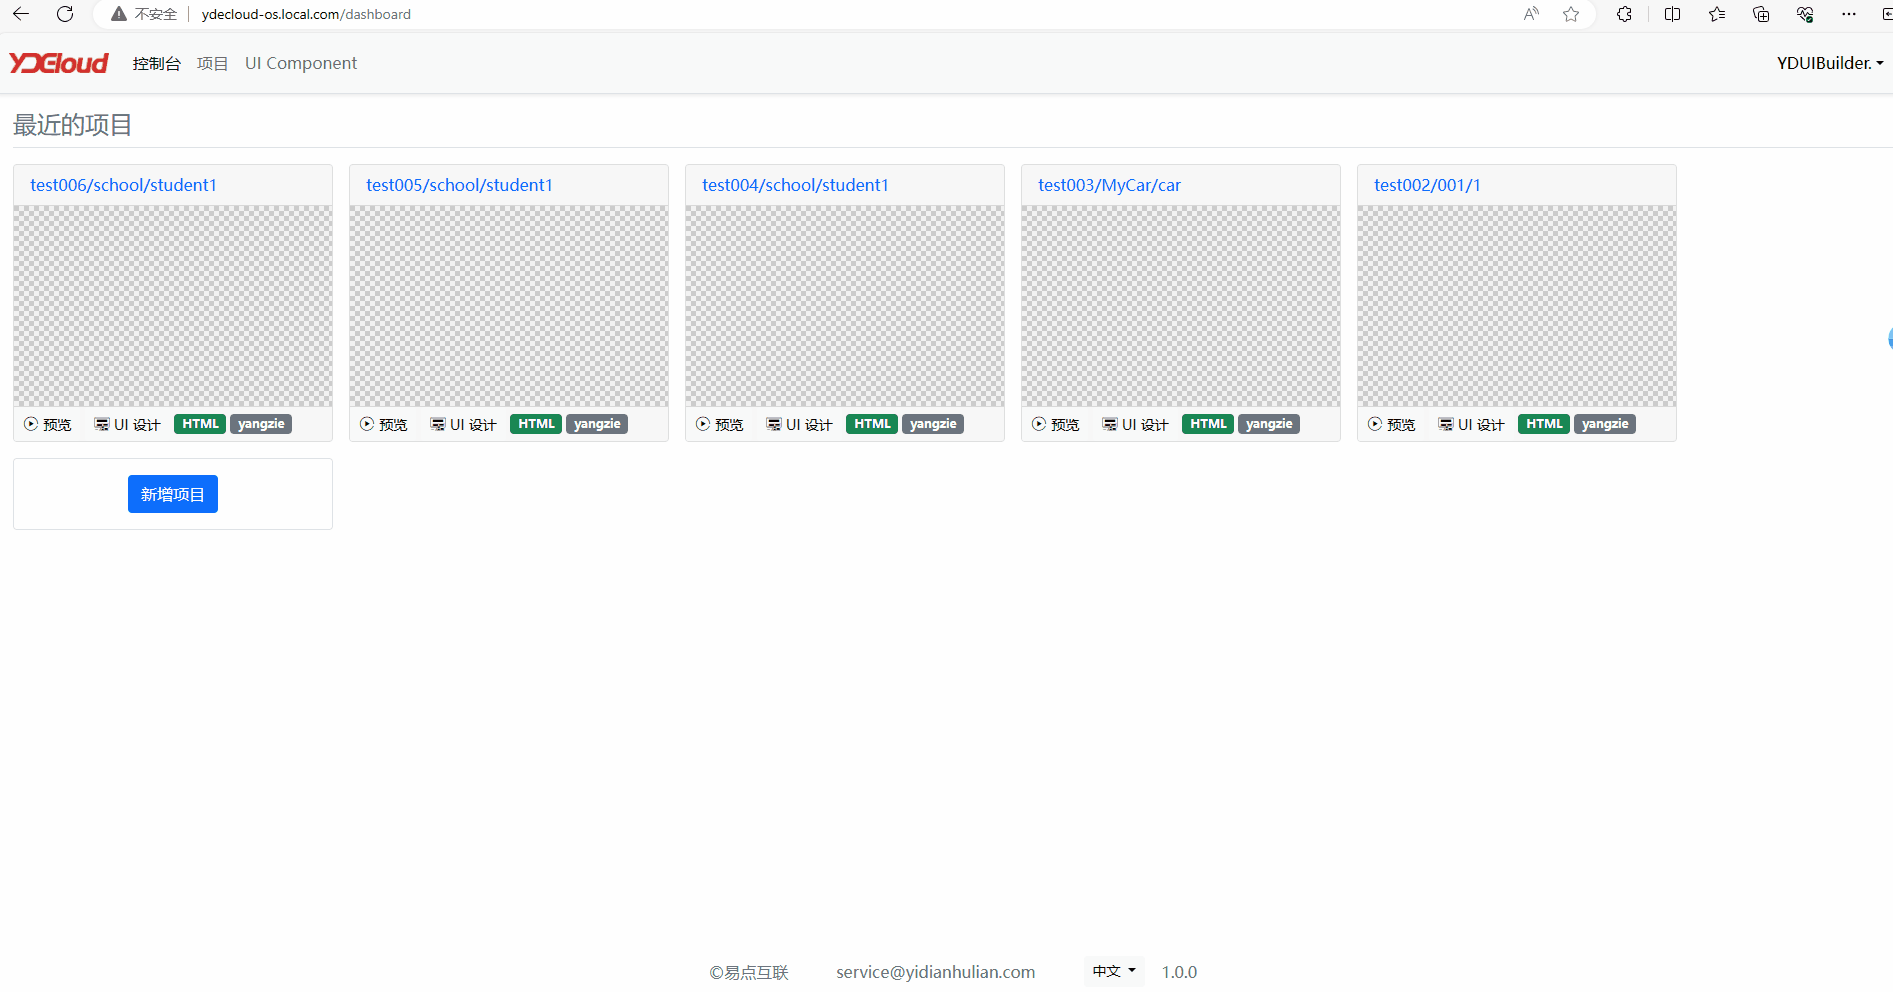 不安全 ydecloud-os.local.com/dashboard
YDECloud 控制台 项目 UI Component YDUIBuilder.
最近的项目
test006/school/student1 test005/school/student1 test004/school/student1 test003/MyCar/car test002/001/1
预览 UI 设计 HTML yangzie 预览 UI 设计 HTML yangzie 预览 UI 设计 HTML yangzie 预览 UI 设计 HTML yangzie 预览 UI 设计 HTML yangzie
新增项目
©易点互联 service@yidianhulian.com 中文 1.0.0